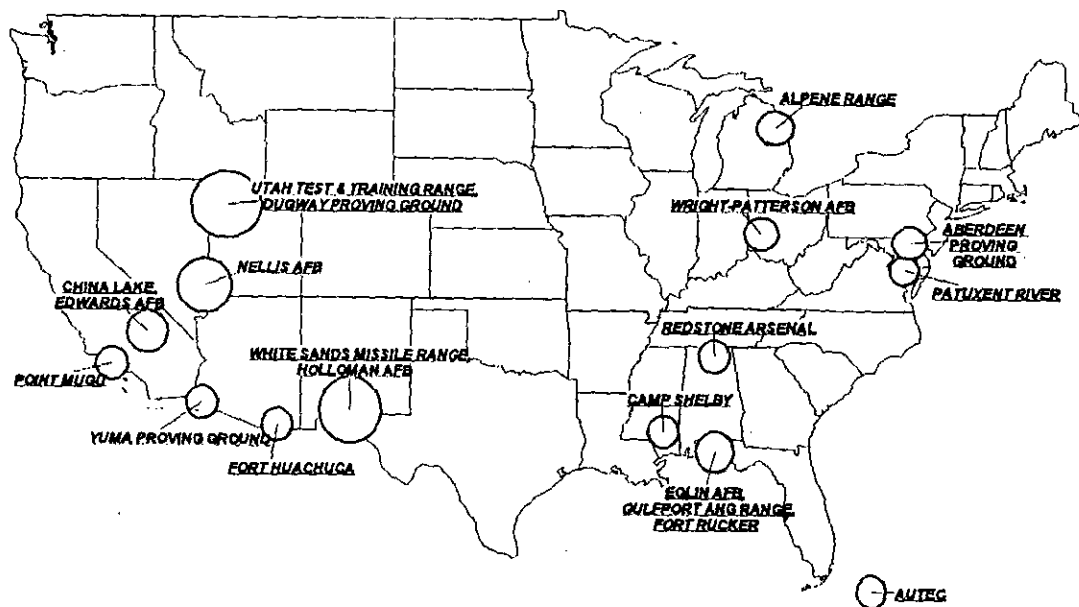 ALPENE RANGE
UTAH TEST & TRAINING RANGE,
DUGWAY PROVING GROUND
WRIGHT-PATTERSON AFB
ABERDEEN
PROVING
GROUND
NELLIS AFB
CHINA LAKE,
EDWARDS AFB
PATUXENT RIVER
REDSTONE ARSENAL
WHITE SANDS MISSILE RANGE,
HOLLOMAN AFB
POINT MUGU
CAMP SHELBY
YUMA PROVING GROUND
FORT HUACHUCA
EGLIN AFB,
GULFPORT ANG RANGE,
FORT RUCKER
AUTEC